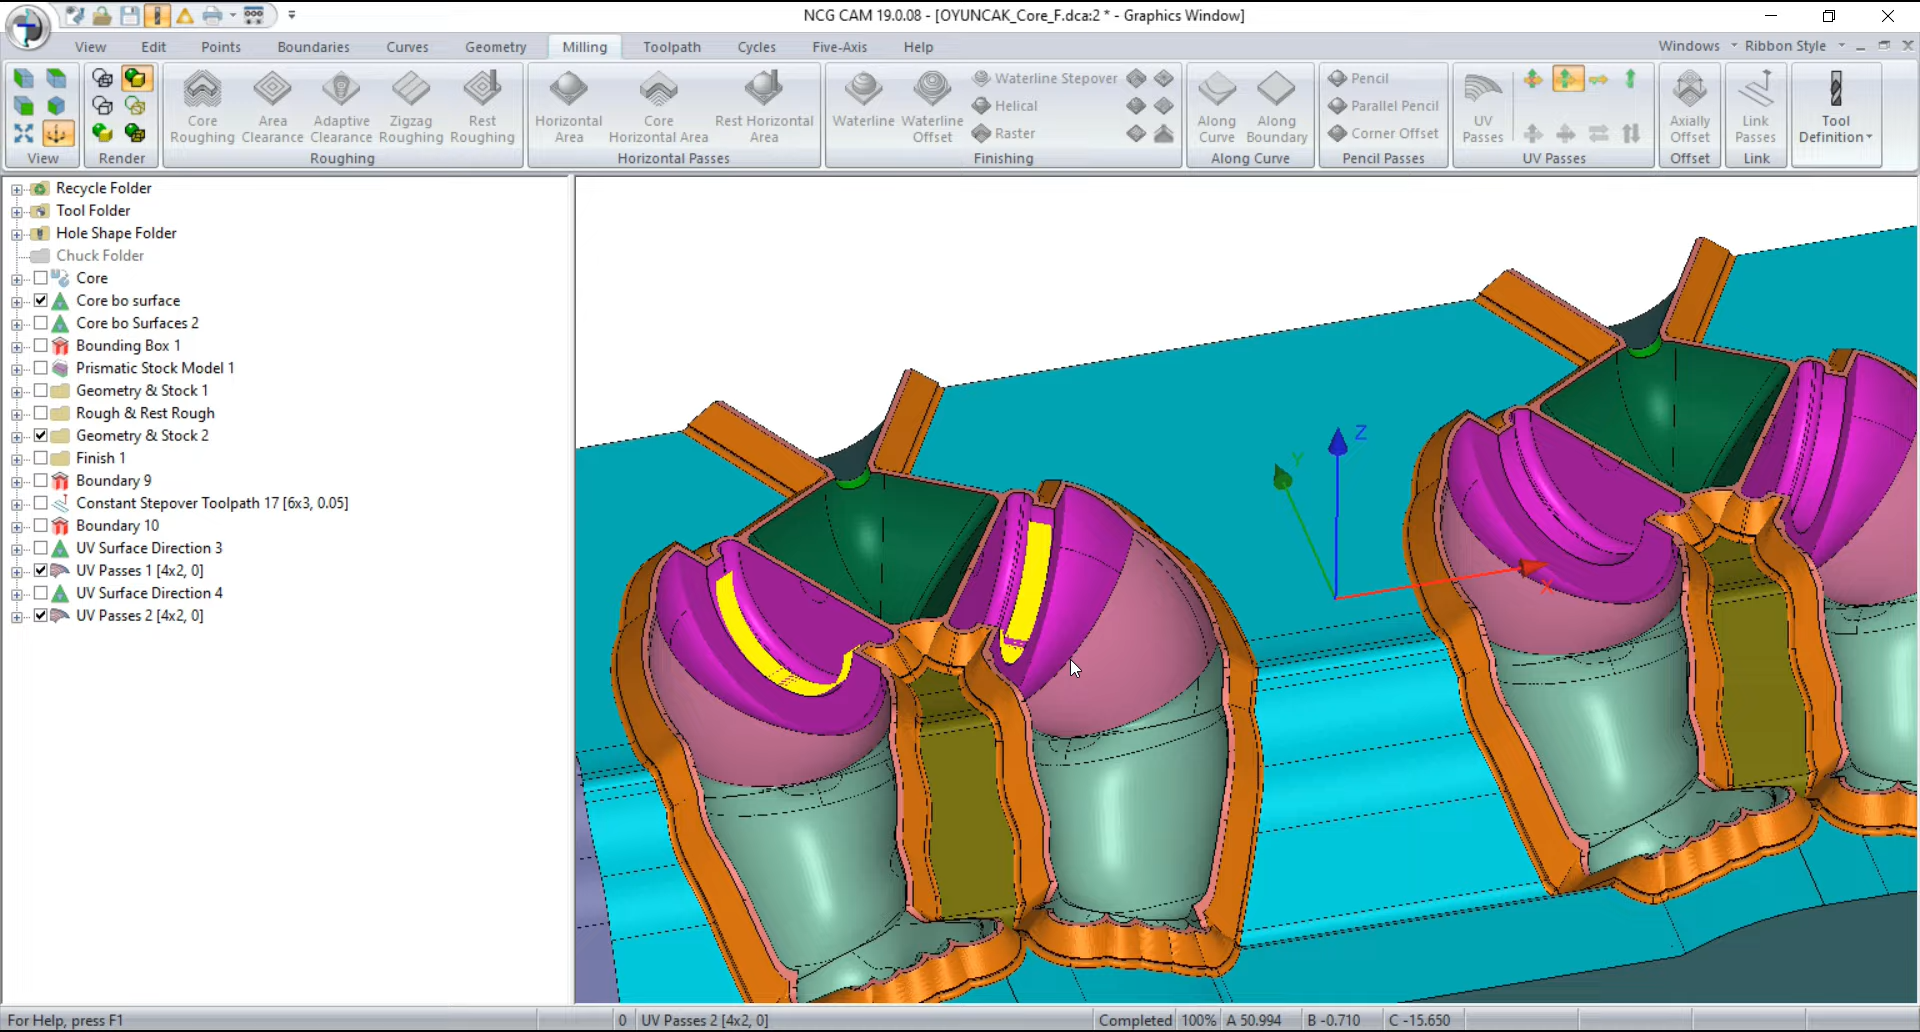 NCG CAM 19.0.08 - [OYUNCAK_Core_F.dca:2 * - Graphics Window]
View Edit Points Boundaries Curves Geometry Milling Toolpath Cycles Five-Axis Help Windows Ribbon Style
Core Roughing
Area Clearance
Adaptive Clearance
Zigzag Roughing
Rest Roughing
Horizontal Area
Core Horizontal Area
Rest Horizontal Area
Waterline
Waterline Offset
Waterline Stepover
Helical
Raster
Along Curve
Along Boundary
Pencil
Parallel Pencil
Corner Offset
UV Passes
Axially Offset
Link Passes
Tool Definition
View Render Roughing Horizontal Passes Finishing Along Curve Pencil Passes UV Passes Offset Link
Recycle Folder
Tool Folder
Hole Shape Folder
Chuck Folder
Core
Core bo surface
Core bo Surfaces 2
Bounding Box 1
Prismatic Stock Model 1
Geometry & Stock 1
Rough & Rest Rough
Geometry & Stock 2
Finish 1
Boundary 9
Constant Stepover Toolpath 17 [6x3, 0.05]
Boundary 10
UV Surface Direction 3
UV Passes 1 [4x2, 0]
UV Surface Direction 4
UV Passes 2 [4x2, 0]
Z
Y
X
For Help, press F1 0 UV Passes 2 [4x2, 0] Completed 100% A 50.994 B -0.710 C -15.650